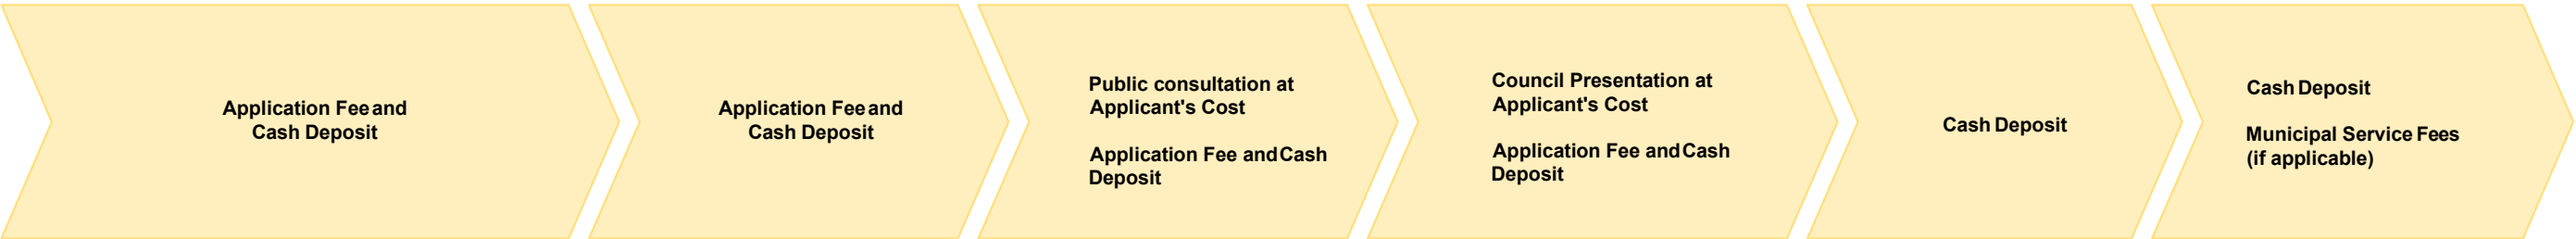 Application Fee and
Cash Deposit
Application Fee and
Cash Deposit
Public consultation at
Applicant's Cost
Application Fee and Cash
Deposit
Council Presentation at
Applicant's Cost
Application Fee and Cash
Deposit
Cash Deposit
Cash Deposit
Municipal Service Fees
(if applicable)